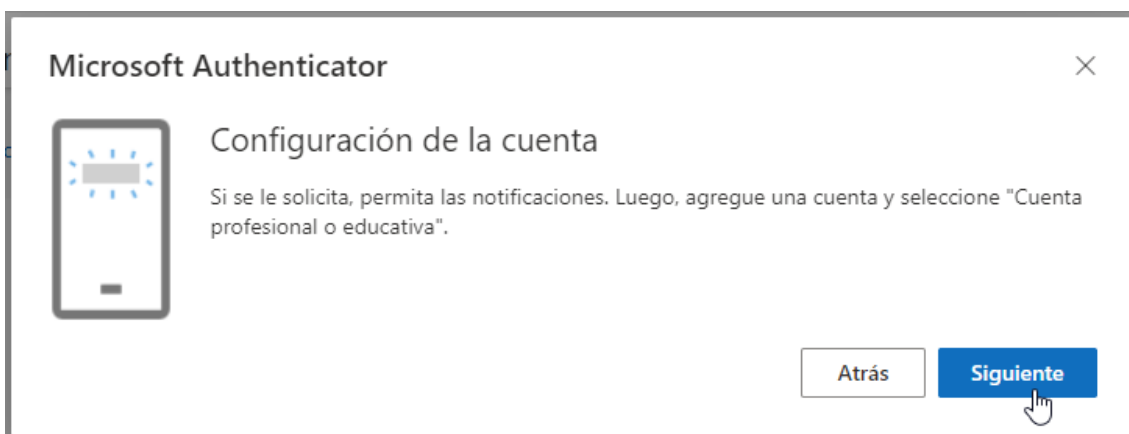 Microsoft Authenticator
Configuración de la cuenta
Si se le solicita, permita las notificaciones. Luego, agregue una cuenta y seleccione "Cuenta
profesional o educativa".
Atrás
Siguiente